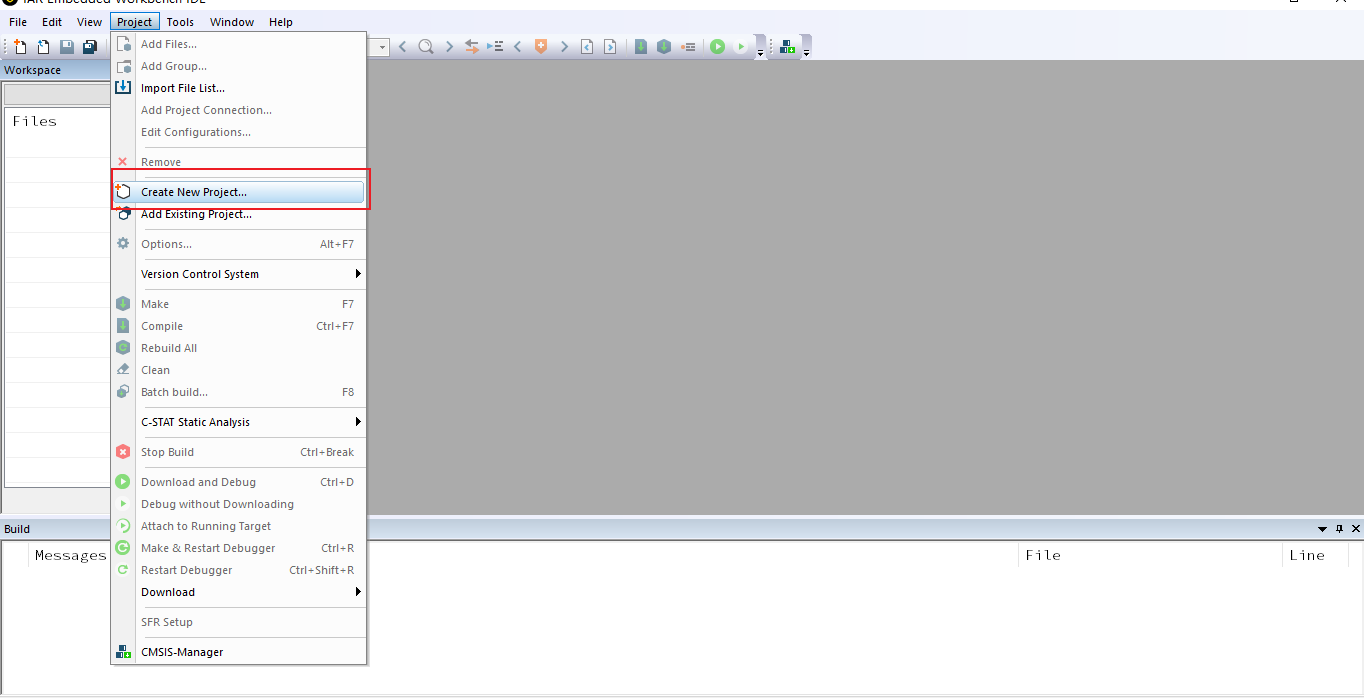 IAR Embedded Workbench IDE
File Edit View Project Tools Window Help
Workspace
Files
Add Files...
Add Group...
Import File List...
Add Project Connection...
Edit Configurations...
Remove
Create New Project...
Add Existing Project...
Options... Alt+F7
Version Control System
Make F7
Compile Ctrl+F7
Rebuild All
Clean
Batch build... F8
C-STAT Static Analysis
Stop Build Ctrl+Break
Download and Debug Ctrl+D
Debug without Downloading
Attach to Running Target
Make & Restart Debugger Ctrl+R
Restart Debugger Ctrl+Shift+R
Download
SFR Setup
CMSIS-Manager
Build
Messages File Line